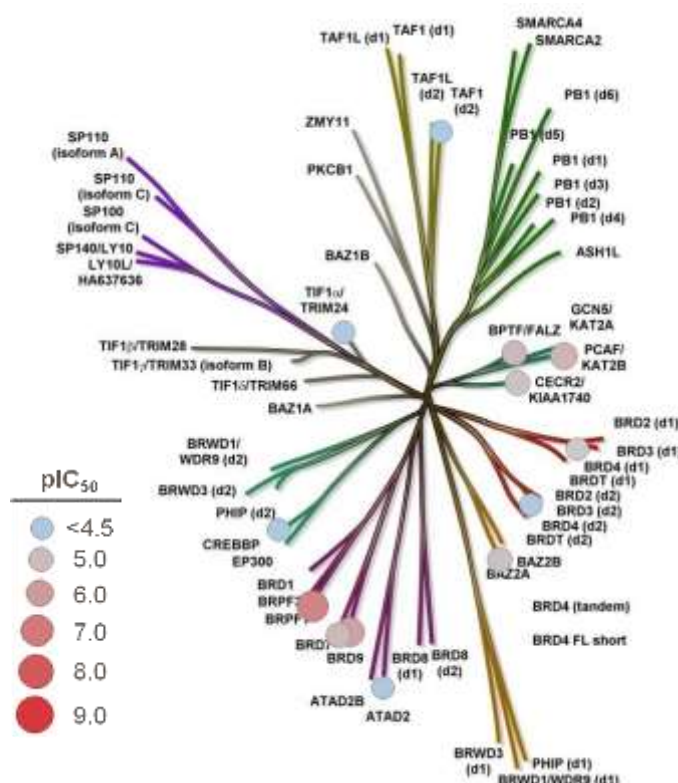 SMARCA4
SMARCA2
TAF1L (d1)
TAF1 (d1)
TAF1L
(d2)
TAF1
(d2)
PB1 (d6)
PB1 (d5)
PB1 (d1)
PB1 (d3)
PB1 (d2)
PB1 (d4)
ASH1L
ZMY11
PKCB1
BAZ1B
SP110
(isoform A)
SP110
(isoform C)
SP100
(isoform C)
SP140/LY10
LY10L/
HA637636
TIF1α/
TRIM24
TIF1β/TRIM28
TIF1γ/TRIM33 (isoform B)
TIF1δ/TRIM66
BAZ1A
GCN5/
KAT2A
BPTF/FALZ
PCAF/
KAT2B
CECR2/
KIAA1740
BRD2 (d1)
BRD3 (d1)
BRD4 (d1)
BRDT (d1)
BRD2 (d2)
BRD3 (d2)
BRD4 (d2)
BRDT (d2)
BAZ2B
BAZ2A
BRD4 (tandem)
BRD4 FL short
BRWD1/
WDR9 (d2)
BRWD3 (d2)
PHIP (d2)
CREBBP
EP300
BRD1
BRD9
BRD8
(d1)
BRD8
(d2)
ATAD2B
ATAD2
BRWD3
(d1)
PHIP (d1)
BRWD1/WDR9 (d1)
pIC50
<4.5
5.0
6.0
7.0
8.0
9.0